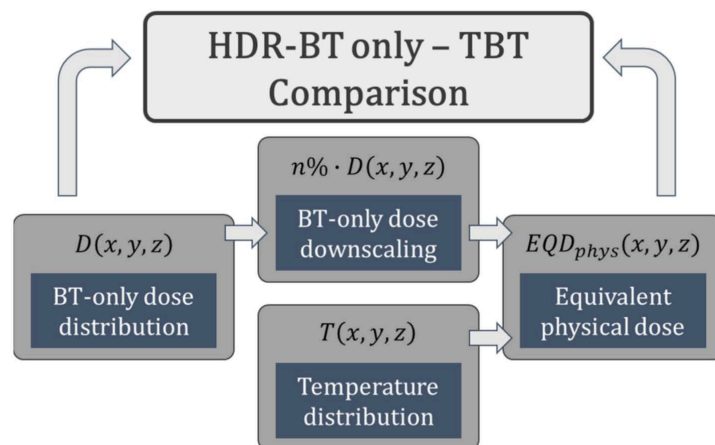 HDR-BT only – TBT
Comparison
n% · D(x, y, z)
BT-only dose
downscaling
D(x, y, z)
BT-only dose
distribution
EQD_phys(x, y, z)
Equivalent
physical dose
T(x, y, z)
Temperature
distribution